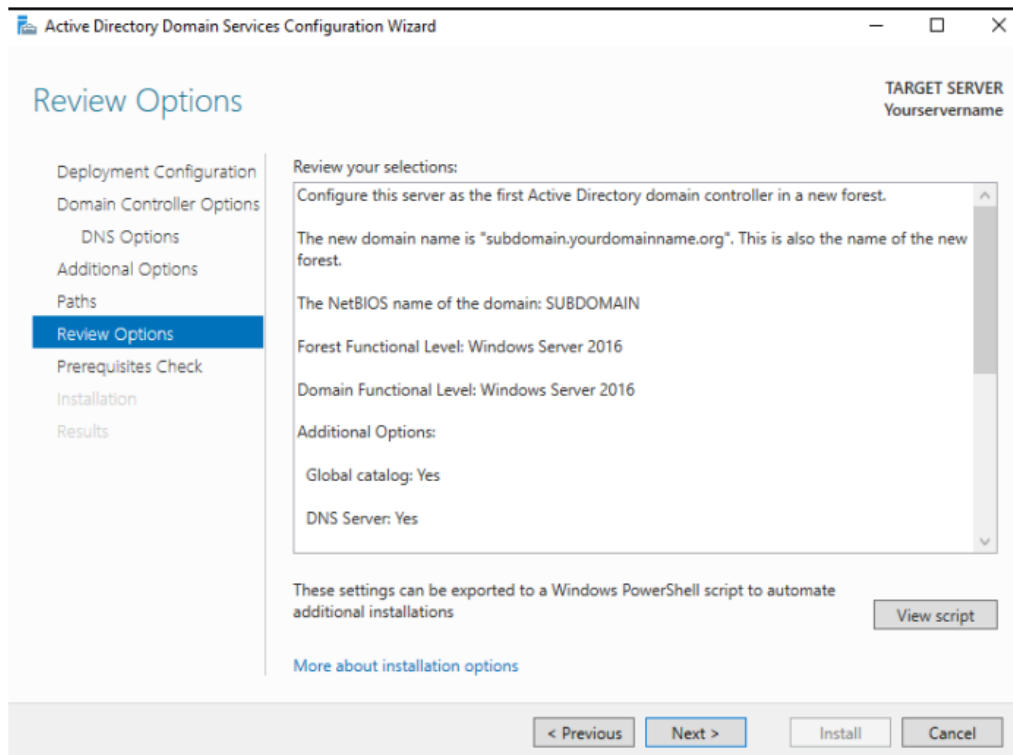 Active Directory Domain Services Configuration Wizard
Review Options
TARGET SERVER
Yourservername
Deployment Configuration
Domain Controller Options
DNS Options
Additional Options
Paths
Review Options
Prerequisites Check
Installation
Results
Review your selections:
Configure this server as the first Active Directory domain controller in a new forest.
The new domain name is "subdomain.yourdomainname.org". This is also the name of the new
forest.
The NetBIOS name of the domain: SUBDOMAIN
Forest Functional Level: Windows Server 2016
Domain Functional Level: Windows Server 2016
Additional Options:
Global catalog: Yes
DNS Server: Yes
These settings can be exported to a Windows PowerShell script to automate
additional installations
View script
More about installation options
< Previous
Next >
Install
Cancel